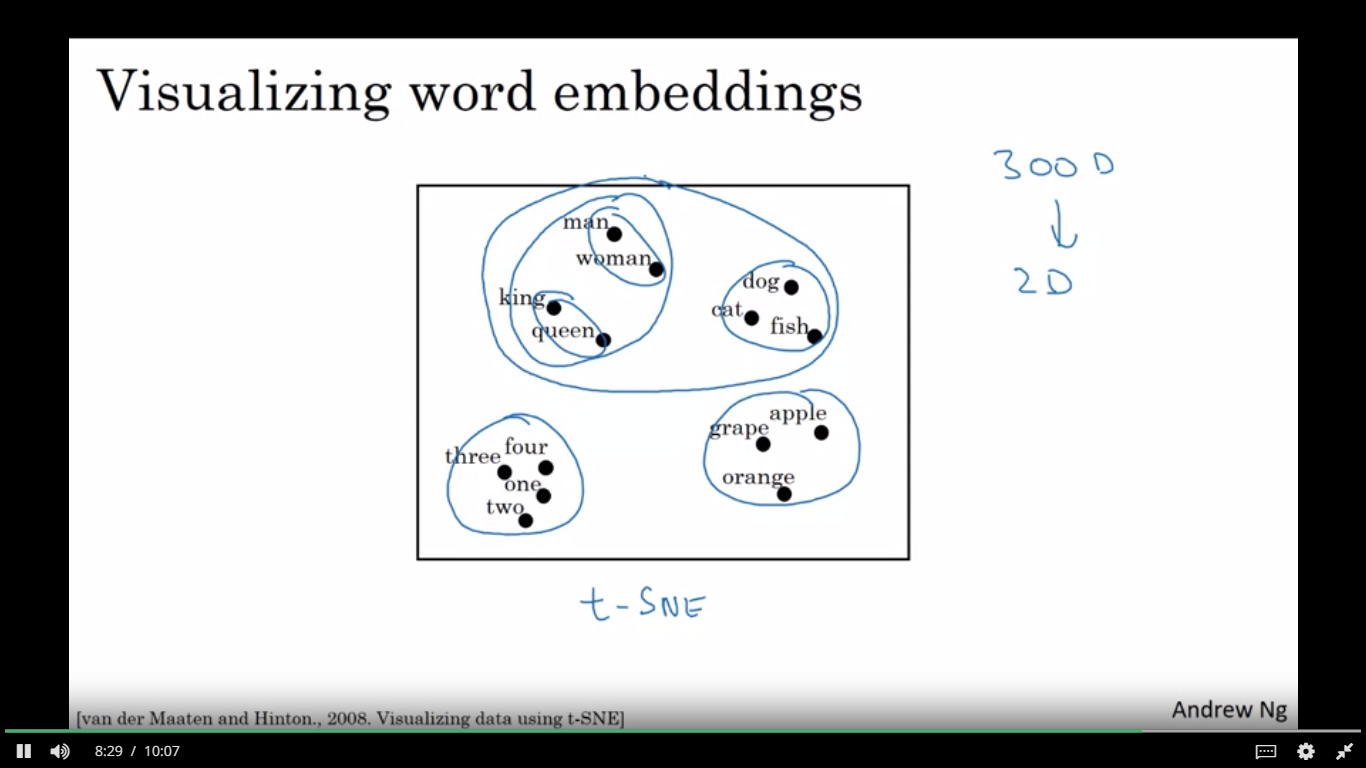 Visualizing word embeddings
300 D
2D
man
woman
king
queen
dog
cat
fish
three four
one
two
apple
grape
orange
t-SNE
[van der Maaten and Hinton., 2008. Visualizing data using t-SNE]
Andrew Ng
8:29 / 10:07